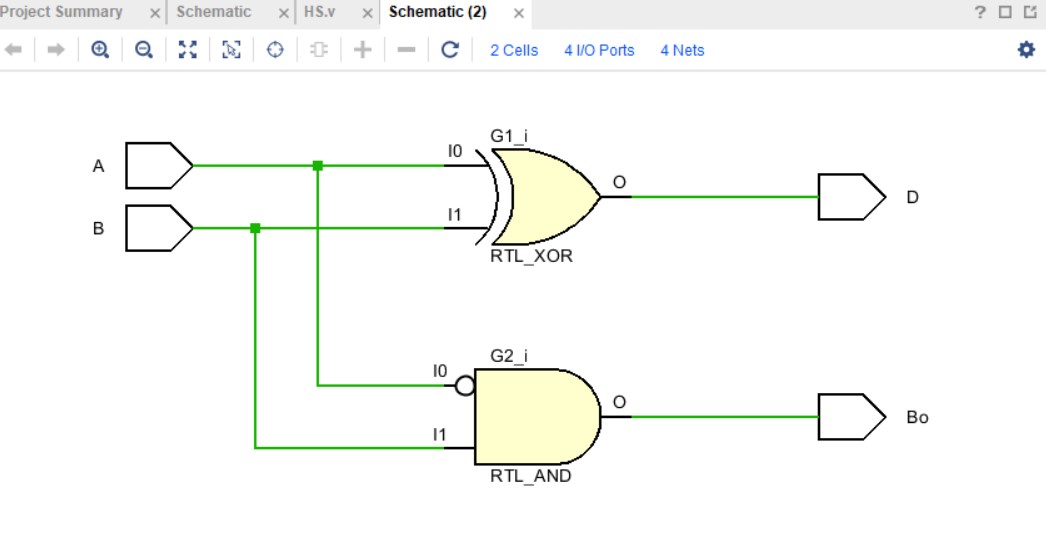 Project Summary × Schematic × HS.v × Schematic (2) × ?
2 Cells 4 I/O Ports 4 Nets
G1_i
A I0
O D
B I1
RTL_XOR
G2_i
I0
O Bo
I1
RTL_AND